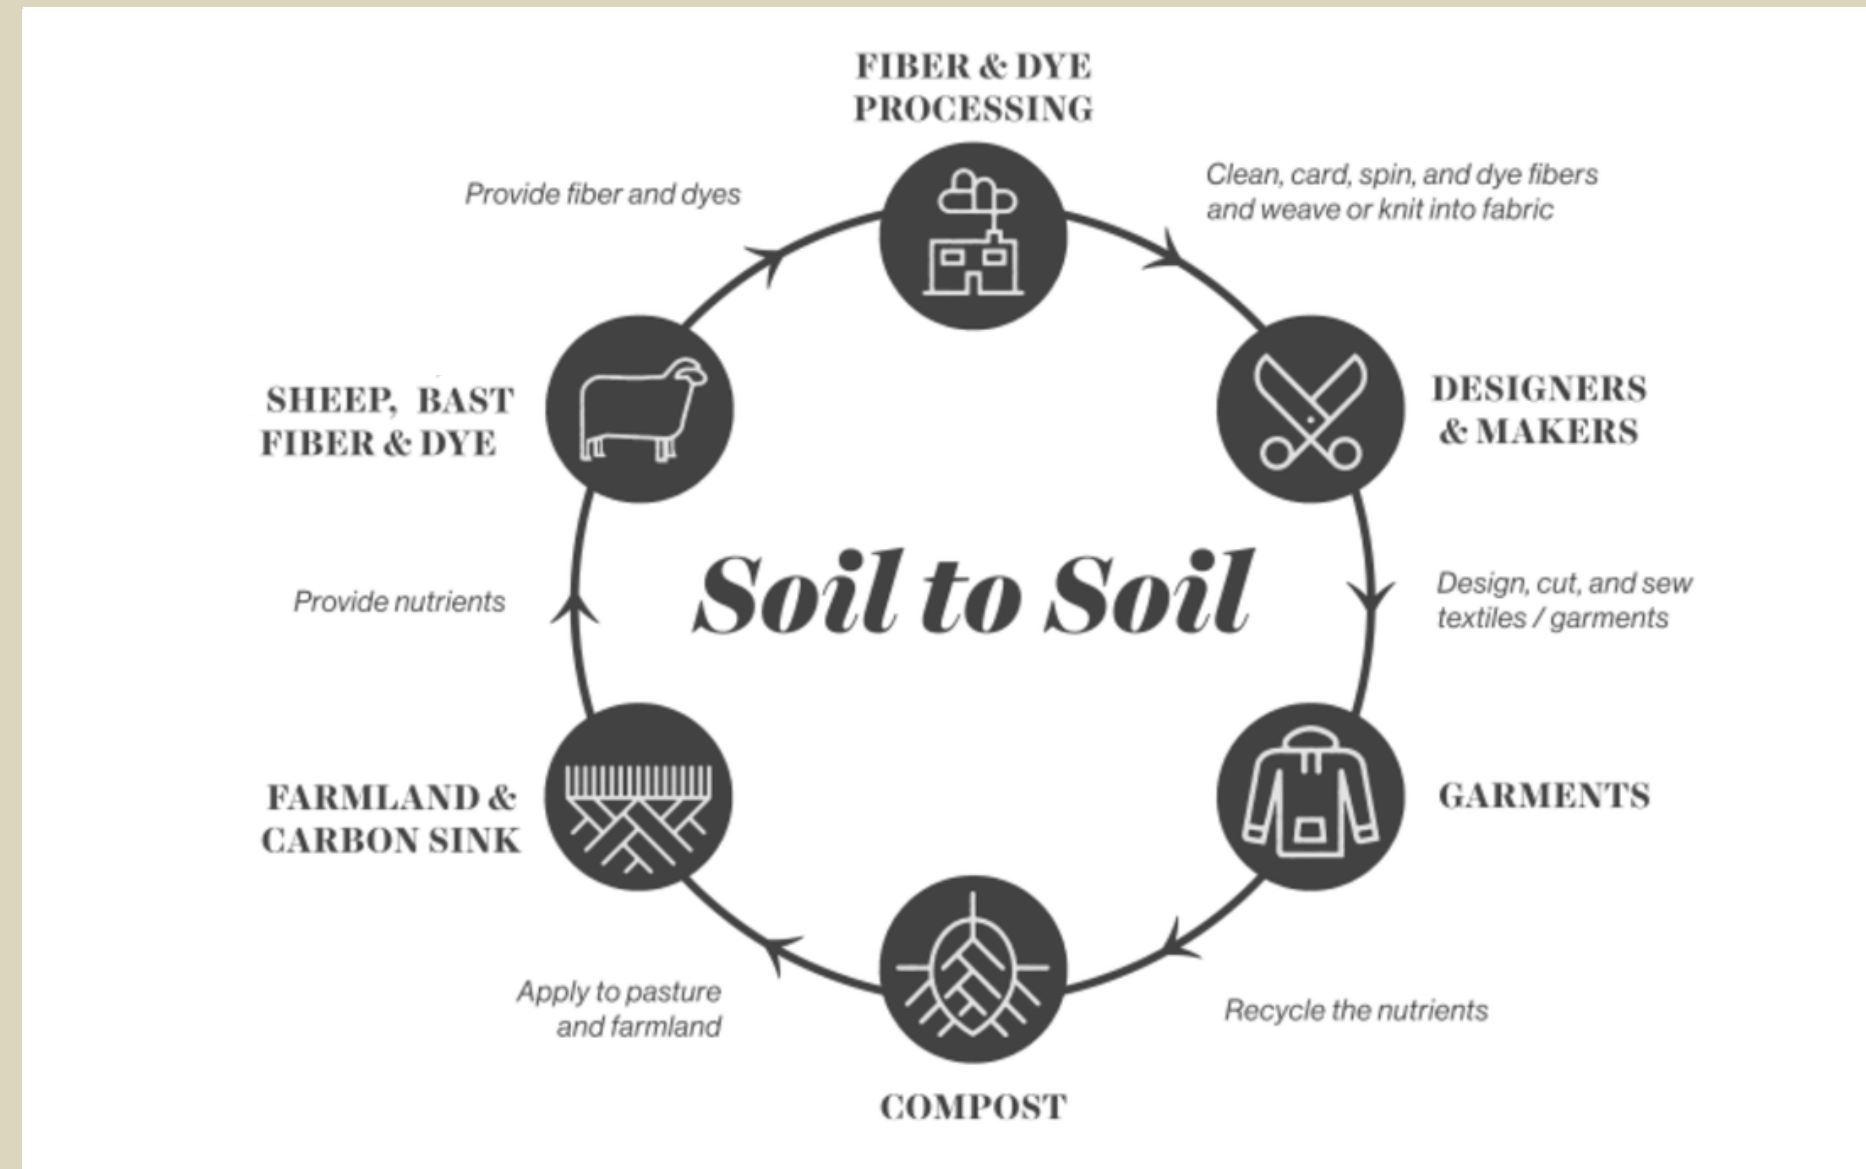 FIBER & DYE
PROCESSING
Provide fiber and dyes
Clean, card, spin, and dye fibers
and weave or knit into fabric
SHEEP, BAST
FIBER & DYE
DESIGNERS
& MAKERS
Soil to Soil
Provide nutrients
Design, cut, and sew
textiles / garments
FARMLAND &
CARBON SINK
GARMENTS
Apply to pasture
and farmland
Recycle the nutrients
COMPOST